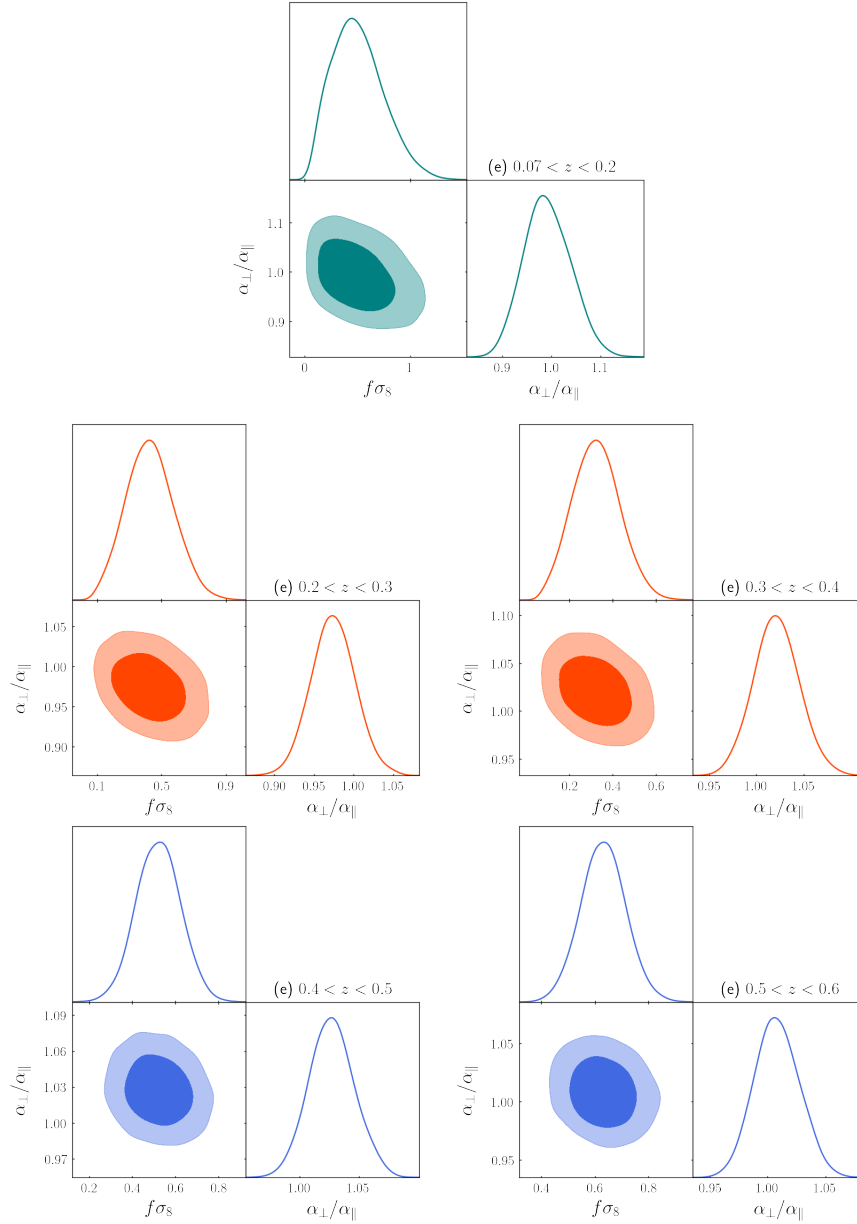 (e) 0.07 < z < 0.2
1.1
1.0
0.9
α⊥/α∥
0 1
fσ8
0.9 1.0 1.1
α⊥/α∥
(e) 0.2 < z < 0.3
1.05
1.00
0.95
0.90
α⊥/α∥
0.1 0.5 0.9
fσ8
0.90 0.95 1.00 1.05
α⊥/α∥
(e) 0.3 < z < 0.4
1.10
1.05
1.00
0.95
α⊥/α∥
0.2 0.4 0.6
fσ8
0.95 1.00 1.05
α⊥/α∥
(e) 0.4 < z < 0.5
1.09
1.06
1.03
1.00
0.97
α⊥/α∥
0.2 0.4 0.6 0.8
fσ8
1.00 1.05
α⊥/α∥
(e) 0.5 < z < 0.6
1.05
1.00
0.95
α⊥/α∥
0.4 0.6 0.8
fσ8
0.95 1.00 1.05
α⊥/α∥